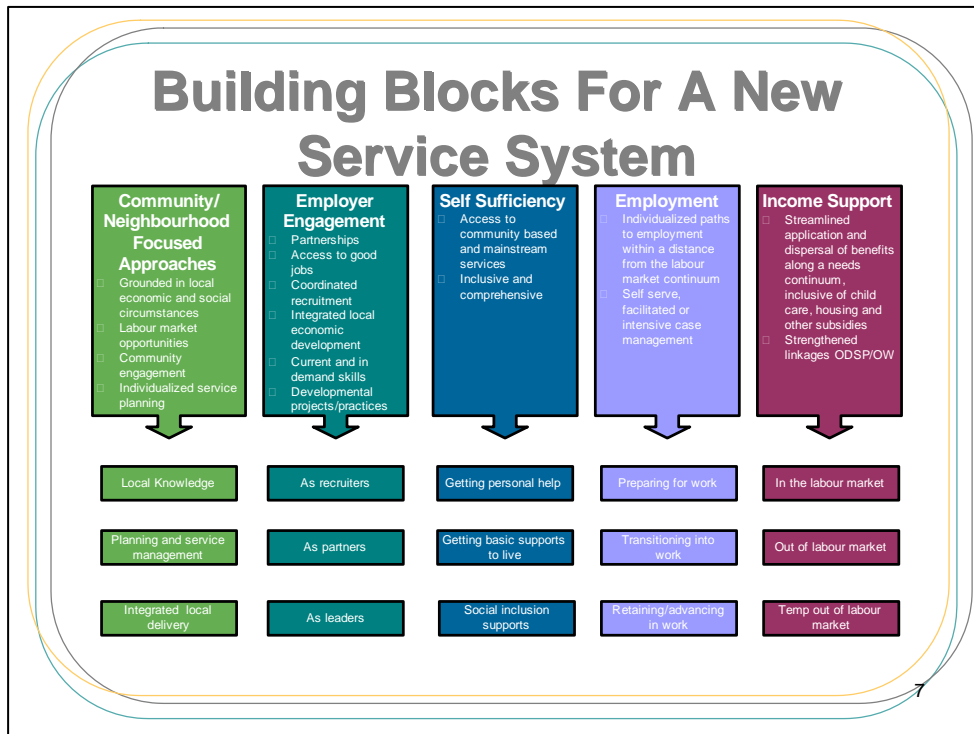 Building Blocks For A New
Service System
Community/
Neighbourhood
Focused
Approaches
Grounded in local
economic and social
circumstances
Labour market
opportunities
Community
engagement
Individualized service
planning
Employer
Engagement
Partnerships
Access to good
jobs
Coordinated
recruitment
Integrated local
economic
development
Current and in
demand skills
Developmental
projects/practices
Self Sufficiency
Access to
community based
and mainstream
services
Inclusive and
comprehensive
Employment
Individualized paths
to employment
within a distance
from the labour
market continuum
Self serve,
facilitated or
intensive case
management
Income Support
Streamlined
application and
dispersal of benefits
along a needs
continuum,
inclusive of child
care, housing and
other subsidies
Strengthened
linkages ODSP/OW
Local Knowledge
As recruiters
Getting personal help
Preparing for work
In the labour market
Planning and service
management
As partners
Getting basic supports
to live
Transitioning into
work
Out of labour market
Integrated local
delivery
As leaders
Social inclusion
supports
Retaining/advancing
in work
Temp out of labour
market
7